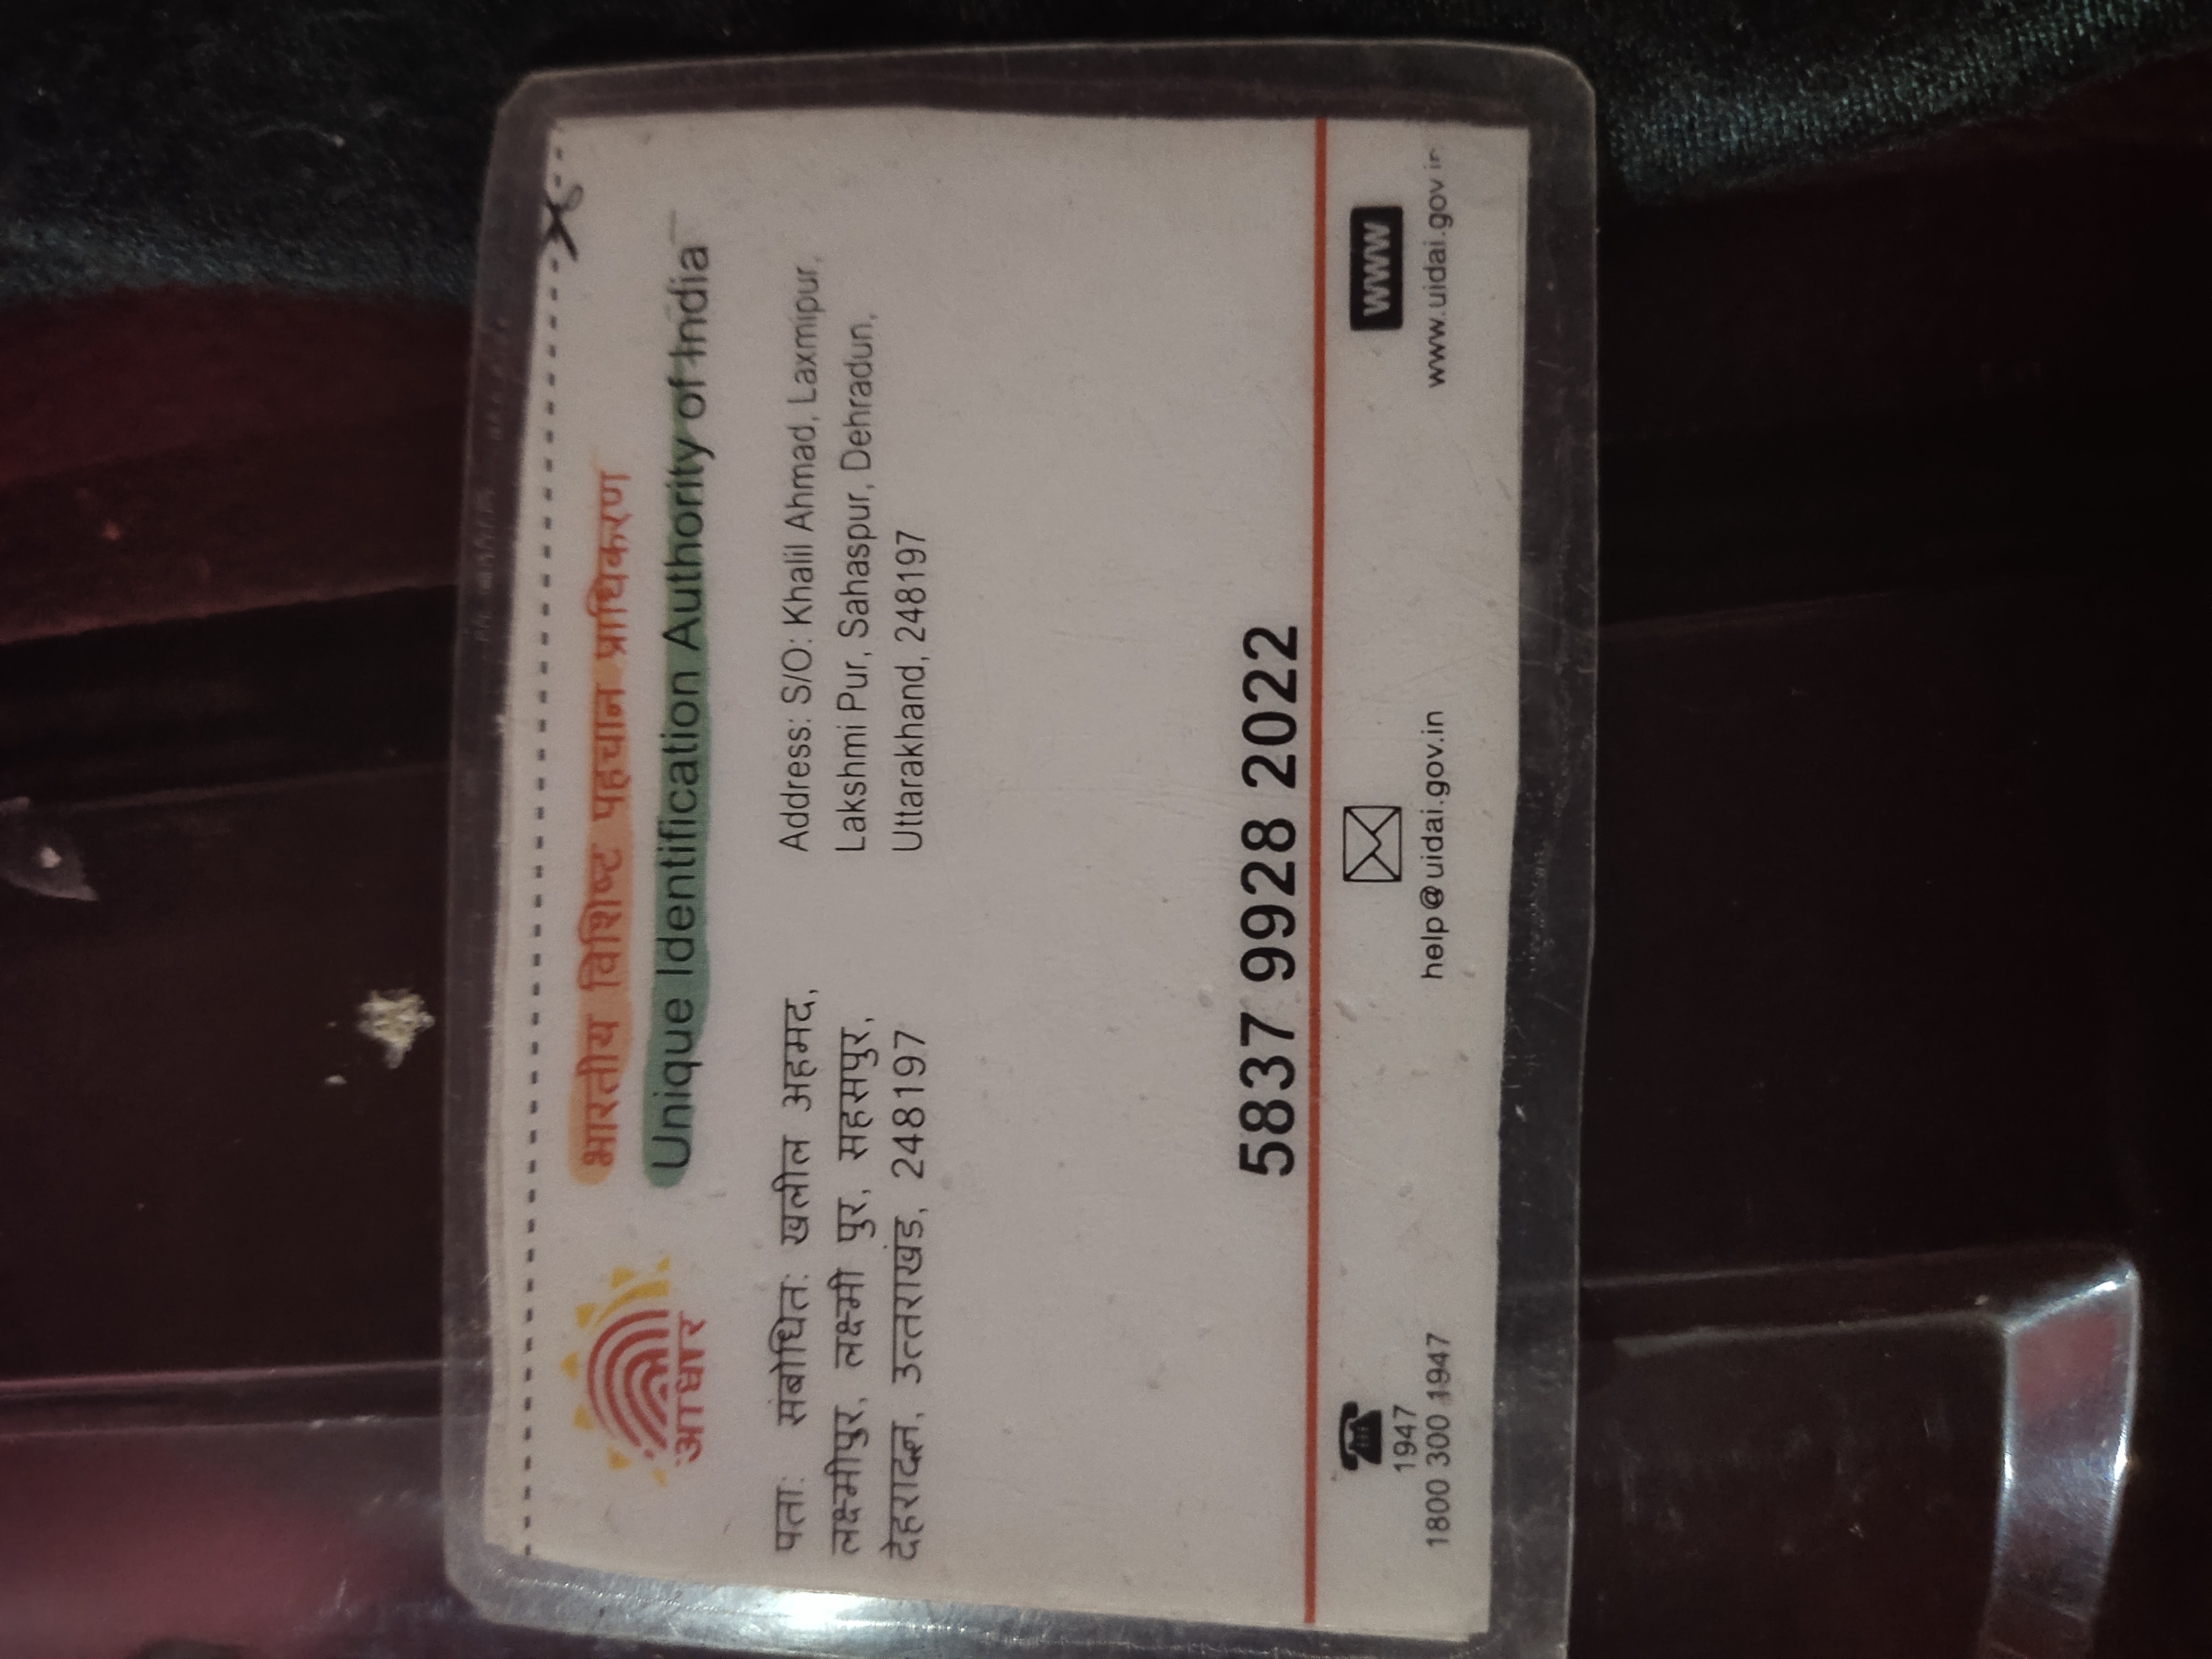 भारतीय विशिष्ट पहचान प्राधिकरण
Unique Identification Authority of India
आधार
पता: संबोधित: खलील अहमद,
लक्ष्मीपुर, लक्ष्मी पुर, सहसपुर,
देहरादून, उत्तराखंड, 248197
Address: S/O: Khalil Ahmad, Laxmipur,
Lakshmi Pur, Sahaspur, Dehradun,
Uttarakhand, 248197
5837 9928 2022
1947
1800 300 1947
help@uidai.gov.in
WWW
www.uidai.gov.in